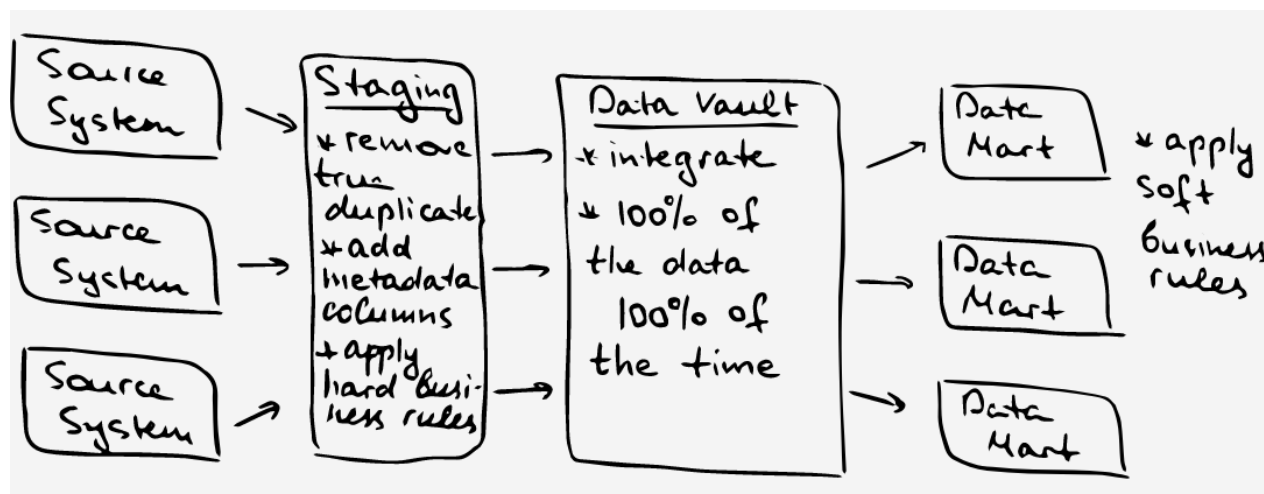 Source
System
Source
System
Source
System
Staging
* remove
true
duplicate
* add
metadata
columns
* apply
hard busi-
ness rules
Data Vault
* integrate
* 100% of
the data
100% of
the time
Data
Mart
Data
Mart
Data
Mart
* apply
soft
business
rules